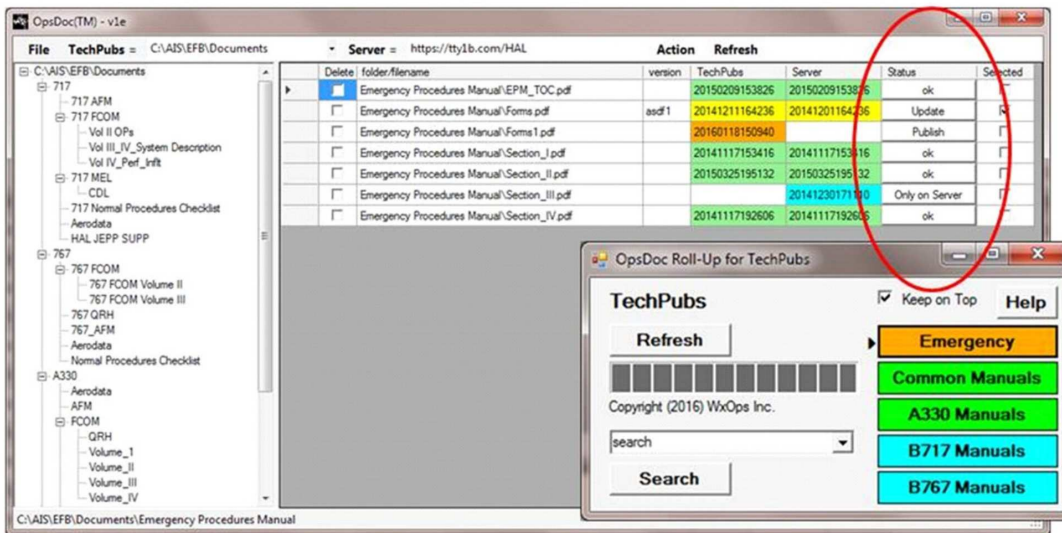 OpsDoc(TM) - v1e
File TechPubs = C:\AIS\EFB\Documents Server = https://tty1b.com/HAL Action Refresh
C:\AIS\EFB\Documents
717
717 AFM
717 FCOM
Vol II OPs
Vol III_IV_System Description
Vol IV_Perf_Inflt
717 MEL
CDL
717 Normal Procedures Checklist
Aerodata
HAL JEPP SUPP
767
767 FCOM
767 FCOM Volume II
767 FCOM Volume III
767 QRH
767_AFM
Aerodata
Normal Procedures Checklist
A330
Aerodata
AFM
FCOM
QRH
Volume_1
Volume_II
Volume_III
Volume_IV
Delete folder/filename version TechPubs Server Status Selected
Emergency Procedures Manual\EPM_TOC.pdf 20150209153826 20150209153826 ok
Emergency Procedures Manual\Forms.pdf asdf1 20141211164236 20141201164236 Update
Emergency Procedures Manual\Forms1.pdf 20160118150940 Publish
Emergency Procedures Manual\Section_I.pdf 20141117153416 20141117153416 ok
Emergency Procedures Manual\Section_II.pdf 20150325195132 20150325195132 ok
Emergency Procedures Manual\Section_III.pdf 20141230171110 Only on Server
Emergency Procedures Manual\Section_IV.pdf 20141117192606 20141117192606 ok
OpsDoc Roll-Up for TechPubs
TechPubs
Keep on Top
Help
Refresh
Emergency
Common Manuals
Copyright (2016) WxOps Inc.
A330 Manuals
search
B717 Manuals
Search
B767 Manuals
C:\AIS\EFB\Documents\Emergency Procedures Manual